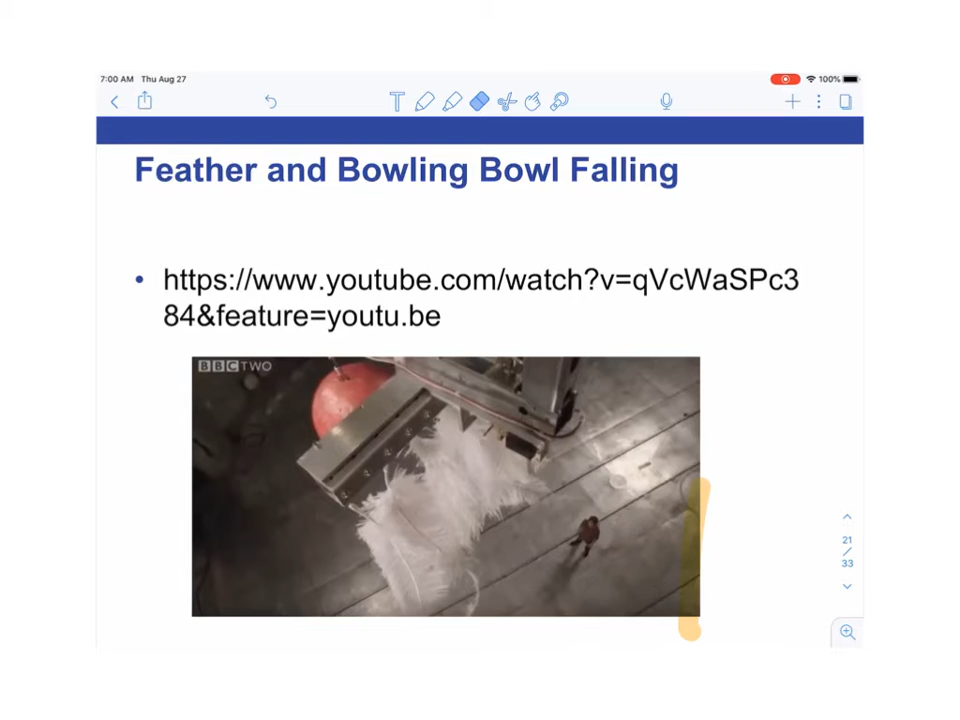 7:00 AM Thu Aug 27
100%
T
Feather and Bowling Bowl Falling
• https://www.youtube.com/watch?v=qVcWaSPc3
84&feature=youtu.be
BBC TWO
21
/
33